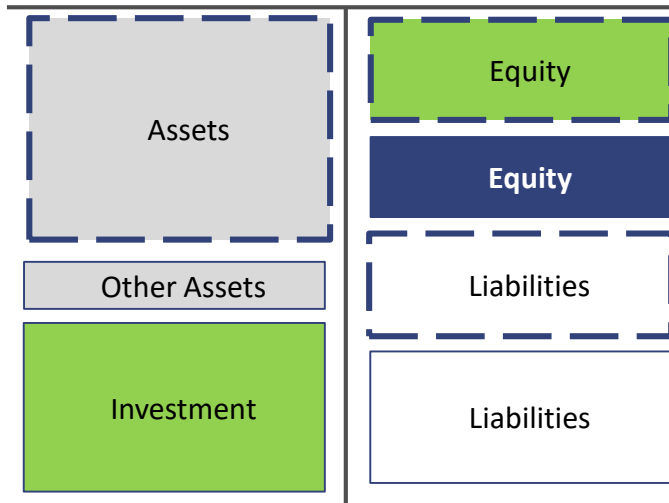 Assets
Other Assets
Investment
Equity
Equity
Liabilities
Liabilities